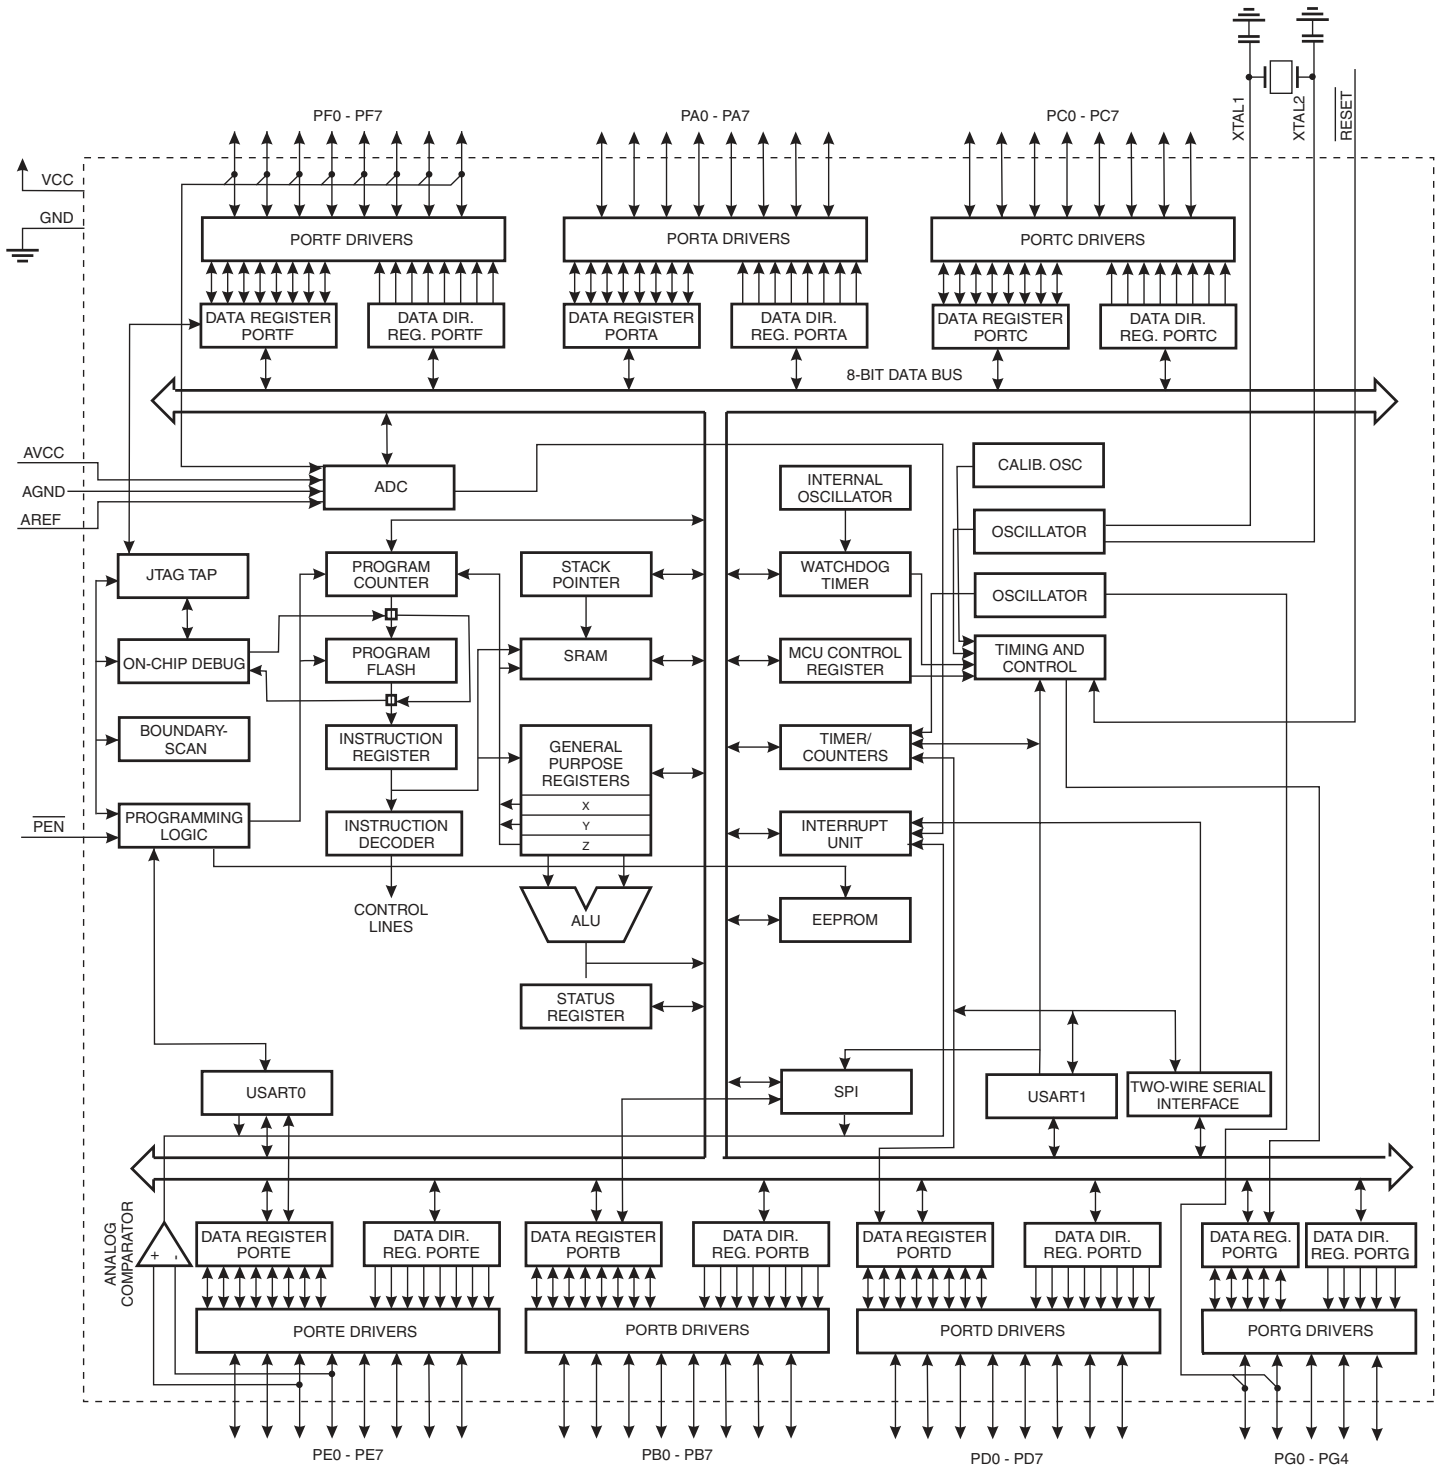 XTAL1
XTAL2
RESET
PF0 - PF7
PA0 - PA7
PC0 - PC7
VCC
GND
PORTF DRIVERS
PORTA DRIVERS
PORTC DRIVERS
DATA REGISTER
PORTF
DATA DIR.
REG. PORTF
DATA REGISTER
PORTA
DATA DIR.
REG. PORTA
DATA REGISTER
PORTC
DATA DIR.
REG. PORTC
8-BIT DATA BUS
AVCC
AGND
AREF
ADC
INTERNAL
OSCILLATOR
CALIB. OSC
OSCILLATOR
JTAG TAP
PROGRAM
COUNTER
STACK
POINTER
WATCHDOG
TIMER
OSCILLATOR
ON-CHIP DEBUG
PROGRAM
FLASH
SRAM
MCU CONTROL
REGISTER
TIMING AND
CONTROL
BOUNDARY-
SCAN
INSTRUCTION
REGISTER
GENERAL
PURPOSE
REGISTERS
X
Y
Z
TIMER/
COUNTERS
PEN
PROGRAMMING
LOGIC
INSTRUCTION
DECODER
INTERRUPT
UNIT
CONTROL
LINES
ALU
EEPROM
STATUS
REGISTER
USART0
SPI
USART1
TWO-WIRE SERIAL
INTERFACE
ANALOG
COMPARATOR
+
-
DATA REGISTER
PORTE
DATA DIR.
REG. PORTE
DATA REGISTER
PORTB
DATA DIR.
REG. PORTB
DATA REGISTER
PORTD
DATA DIR.
REG. PORTD
DATA REG.
PORTG
DATA DIR.
REG. PORTG
PORTE DRIVERS
PORTB DRIVERS
PORTD DRIVERS
PORTG DRIVERS
PE0 - PE7
PB0 - PB7
PD0 - PD7
PG0 - PG4